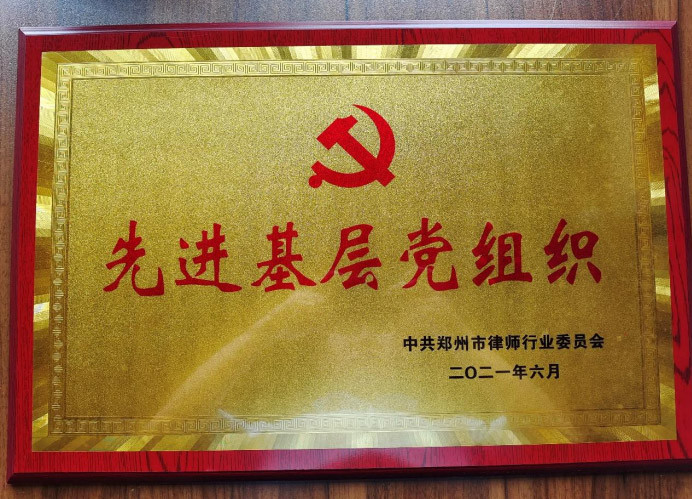 先进基层党组织
中共郑州市律师行业委员会
二〇二一年六月